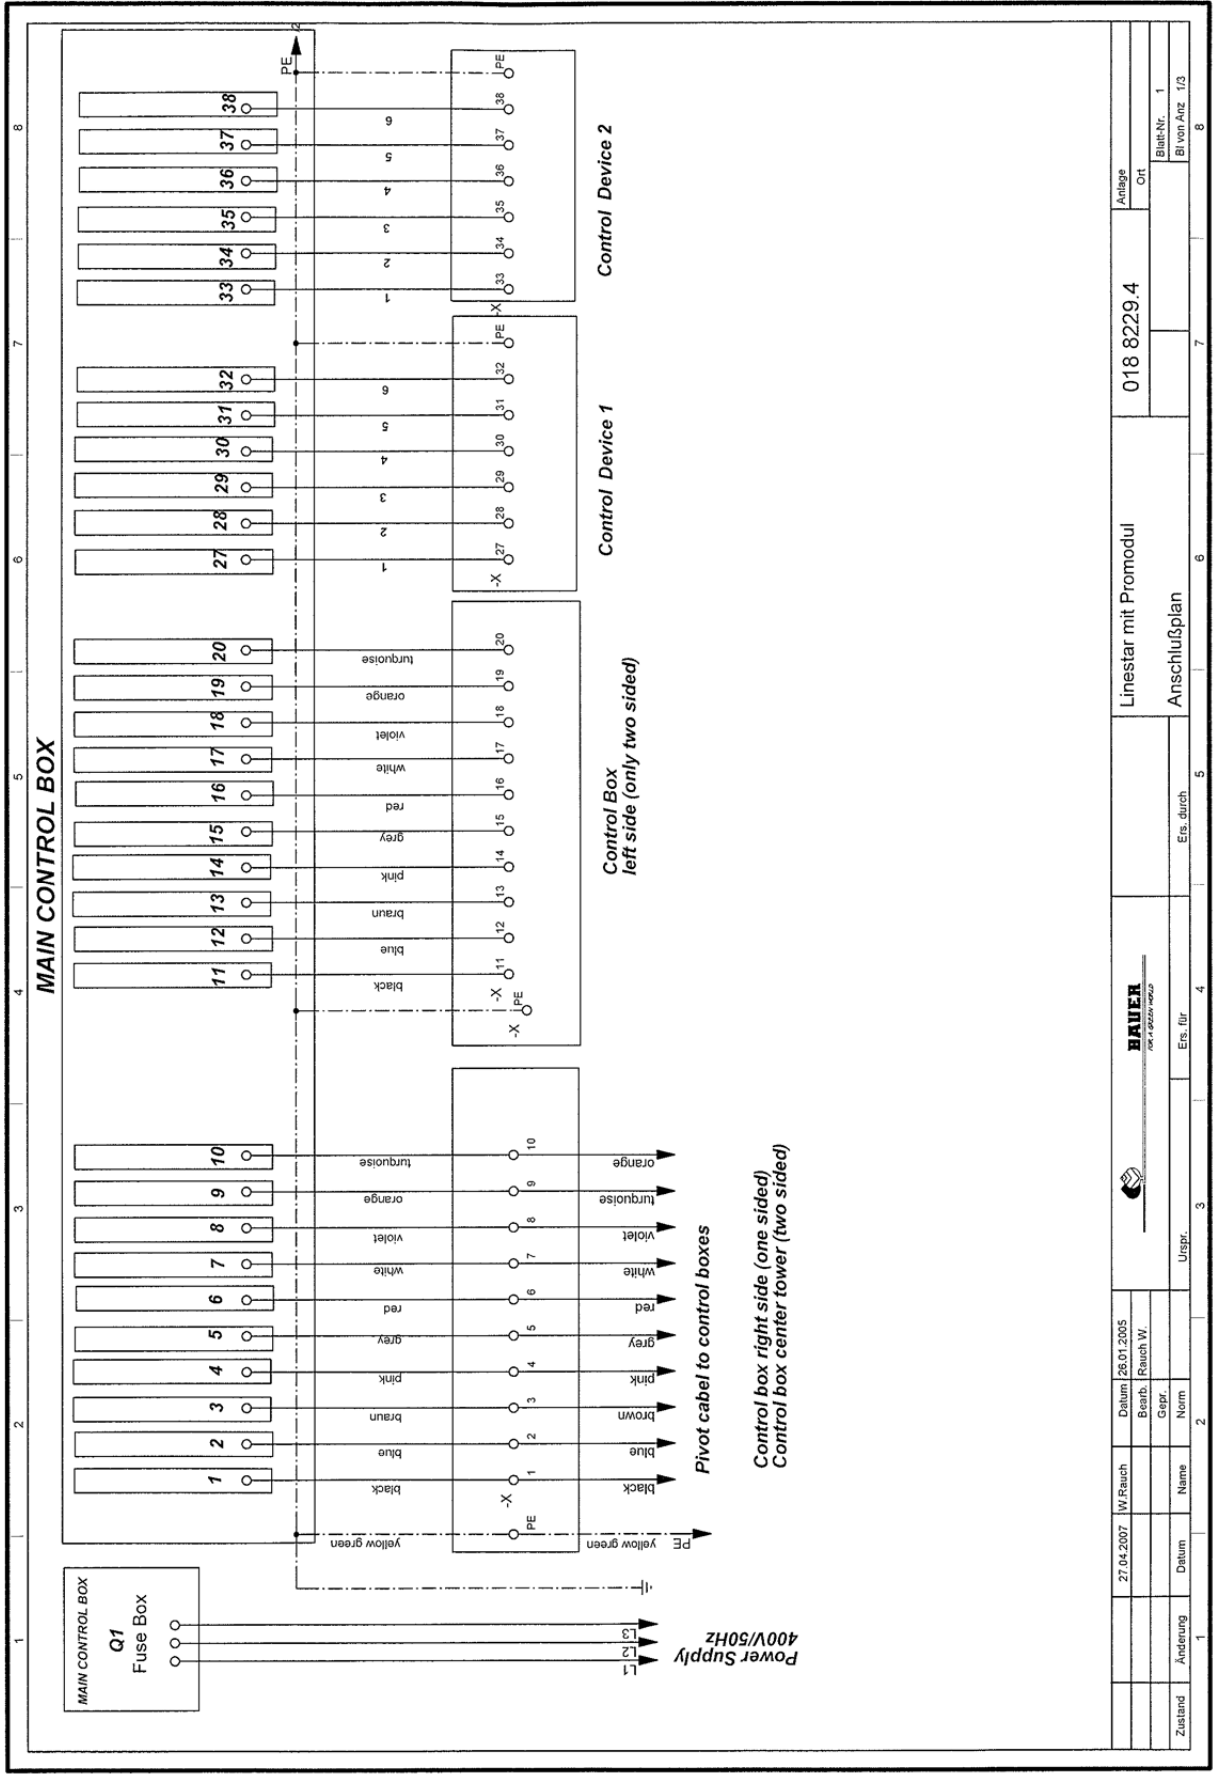 1
2
3
4
5
6
7
8
MAIN CONTROL BOX
MAIN CONTROL BOX
Q1
Fuse Box
1 2 3 4 5 6 7 8 9 10
11 12 13 14 15 16 17 18 19 20
27 28 29 30 31 32
33 34 35 36 37 38
PE
yellow green
black
blue
braun
pink
grey
red
white
violet
orange
turquoise
black
blue
braun
pink
grey
red
white
violet
orange
turquoise
1 2 3 4 5 6
1 2 3 4 5 6
PE -X 1 2 3 4 5 6 7 8 9 10
-X PE
-X 11 12 13 14 15 16 17 18 19 20
-X 27 28 29 30 31 32 PE
-X 33 34 35 36 37 38 PE
L1
L2
L3
Power Supply
400V/50Hz
yellow green
PE
black
blue
brown
pink
grey
red
white
violet
turquoise
orange
Pivot cabel to control boxes
Control box right side (one sided)
Control box center tower (two sided)
Control Box
left side (only two sided)
Control Device 1
Control Device 2
27.04.2007 W.Rauch
Datum 26.01.2005
Bearb. Rauch W.
Gepr.
Norm
Zustand Änderung Datum Name
Urspr.
BAUER
FOR A GREEN WORLD
Ers. für
Ers. durch
Linestar mit Promodul
Anschlußplan
018 8229.4
Anlage
Ort
Blatt-Nr. 1
Bl von Anz 1/3
1
2
3
4
5
6
7
8